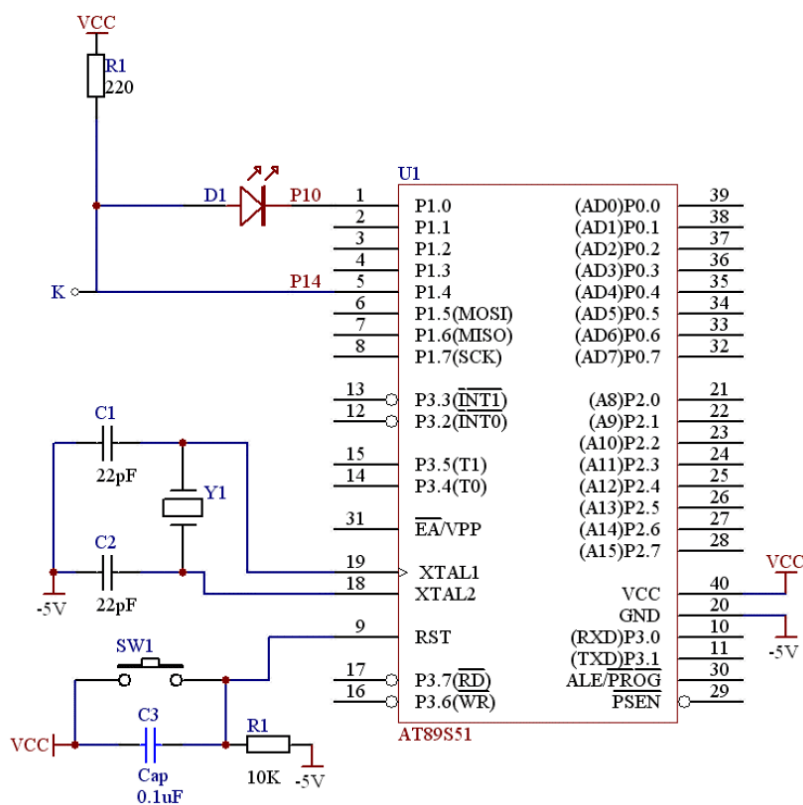 VCC
R1
220
D1
P10
K
P14
U1
1 P1.0 (AD0)P0.0 39
2 P1.1 (AD1)P0.1 38
3 P1.2 (AD2)P0.2 37
4 P1.3 (AD3)P0.3 36
5 P1.4 (AD4)P0.4 35
6 P1.5(MOSI) (AD5)P0.5 34
7 P1.6(MISO) (AD6)P0.6 33
8 P1.7(SCK) (AD7)P0.7 32
13 P3.3(INT1) (A8)P2.0 21
12 P3.2(INT0) (A9)P2.1 22
(A10)P2.2 23
15 P3.5(T1) (A11)P2.3 24
14 P3.4(T0) (A12)P2.4 25
(A13)P2.5 26
31 EA/VPP (A14)P2.6 27
(A15)P2.7 28
19 XTAL1
18 XTAL2 VCC 40
GND 20
9 RST (RXD)P3.0 10
(TXD)P3.1 11
17 P3.7(RD) ALE/PROG 30
16 P3.6(WR) PSEN 29
AT89S51
VCC
-5V
C1
22pF
Y1
C2
22pF
-5V
SW1
VCC
C3
Cap
0.1uF
R1
10K
-5V